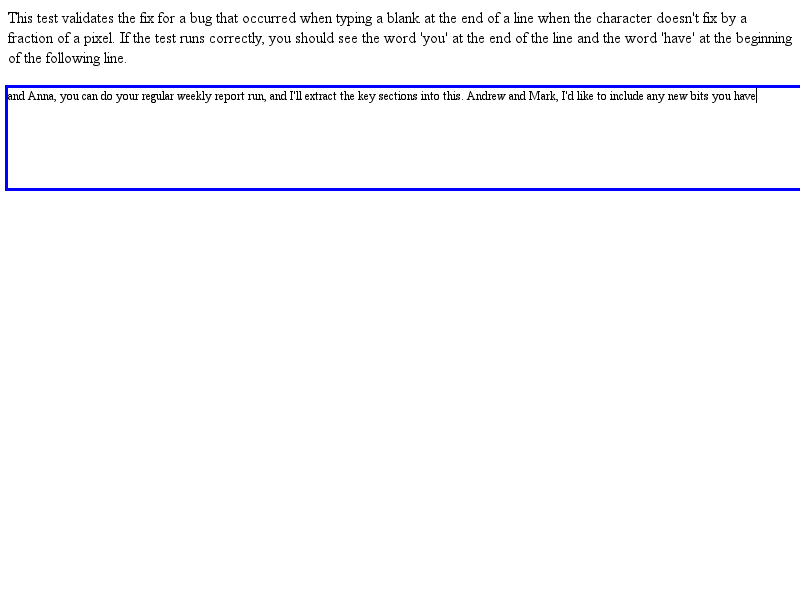 This test validates the fix for a bug that occurred when typing a blank at the end of a line when the character doesn't fix by a
fraction of a pixel. If the test runs correctly, you should see the word 'you' at the end of the line and the word 'have' at the beginning
of the following line.
and Anna, you can do your regular weekly report run, and I'll extract the key sections into this. Andrew and Mark, I'd like to include any new bits you have